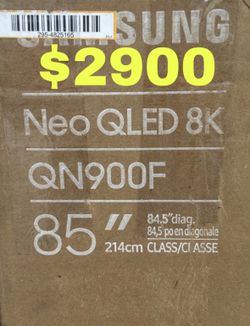 295-4825165
SAMSUNG
$2900
Neo QLED 8K
QN900F
85"
84,5"diag.
84,5 po en diagonale
214cm CLASS/CLASSE